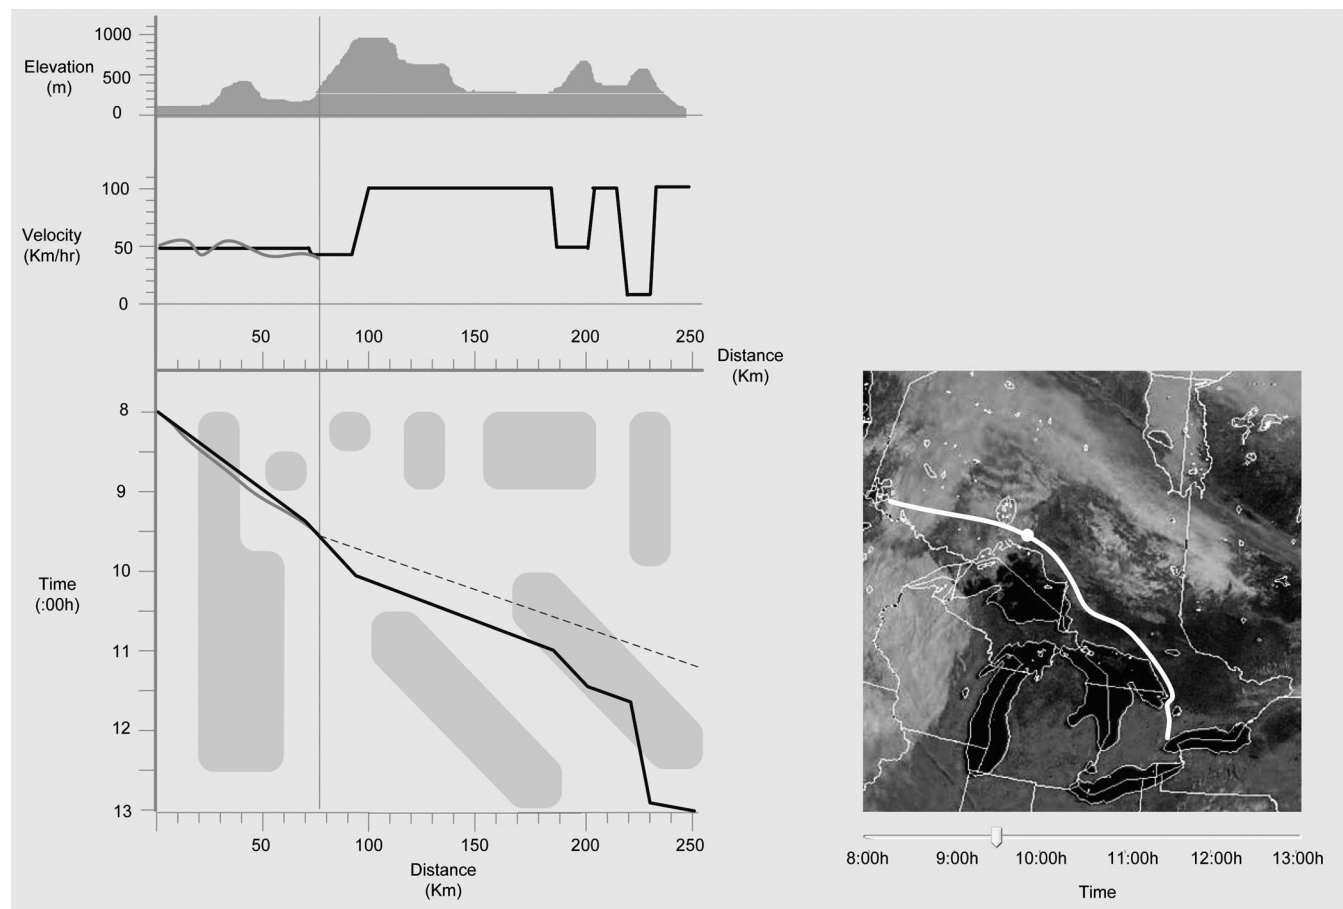 1000
Elevation
(m)
500
0
100
Velocity
(Km/hr)
50
0
50 100 150 200 250
Distance
(Km)
8
9
10
Time
(:00h)
11
12
13
50 100 150 200 250
Distance
(Km)
8:00h 9:00h 10:00h 11:00h 12:00h 13:00h
Time